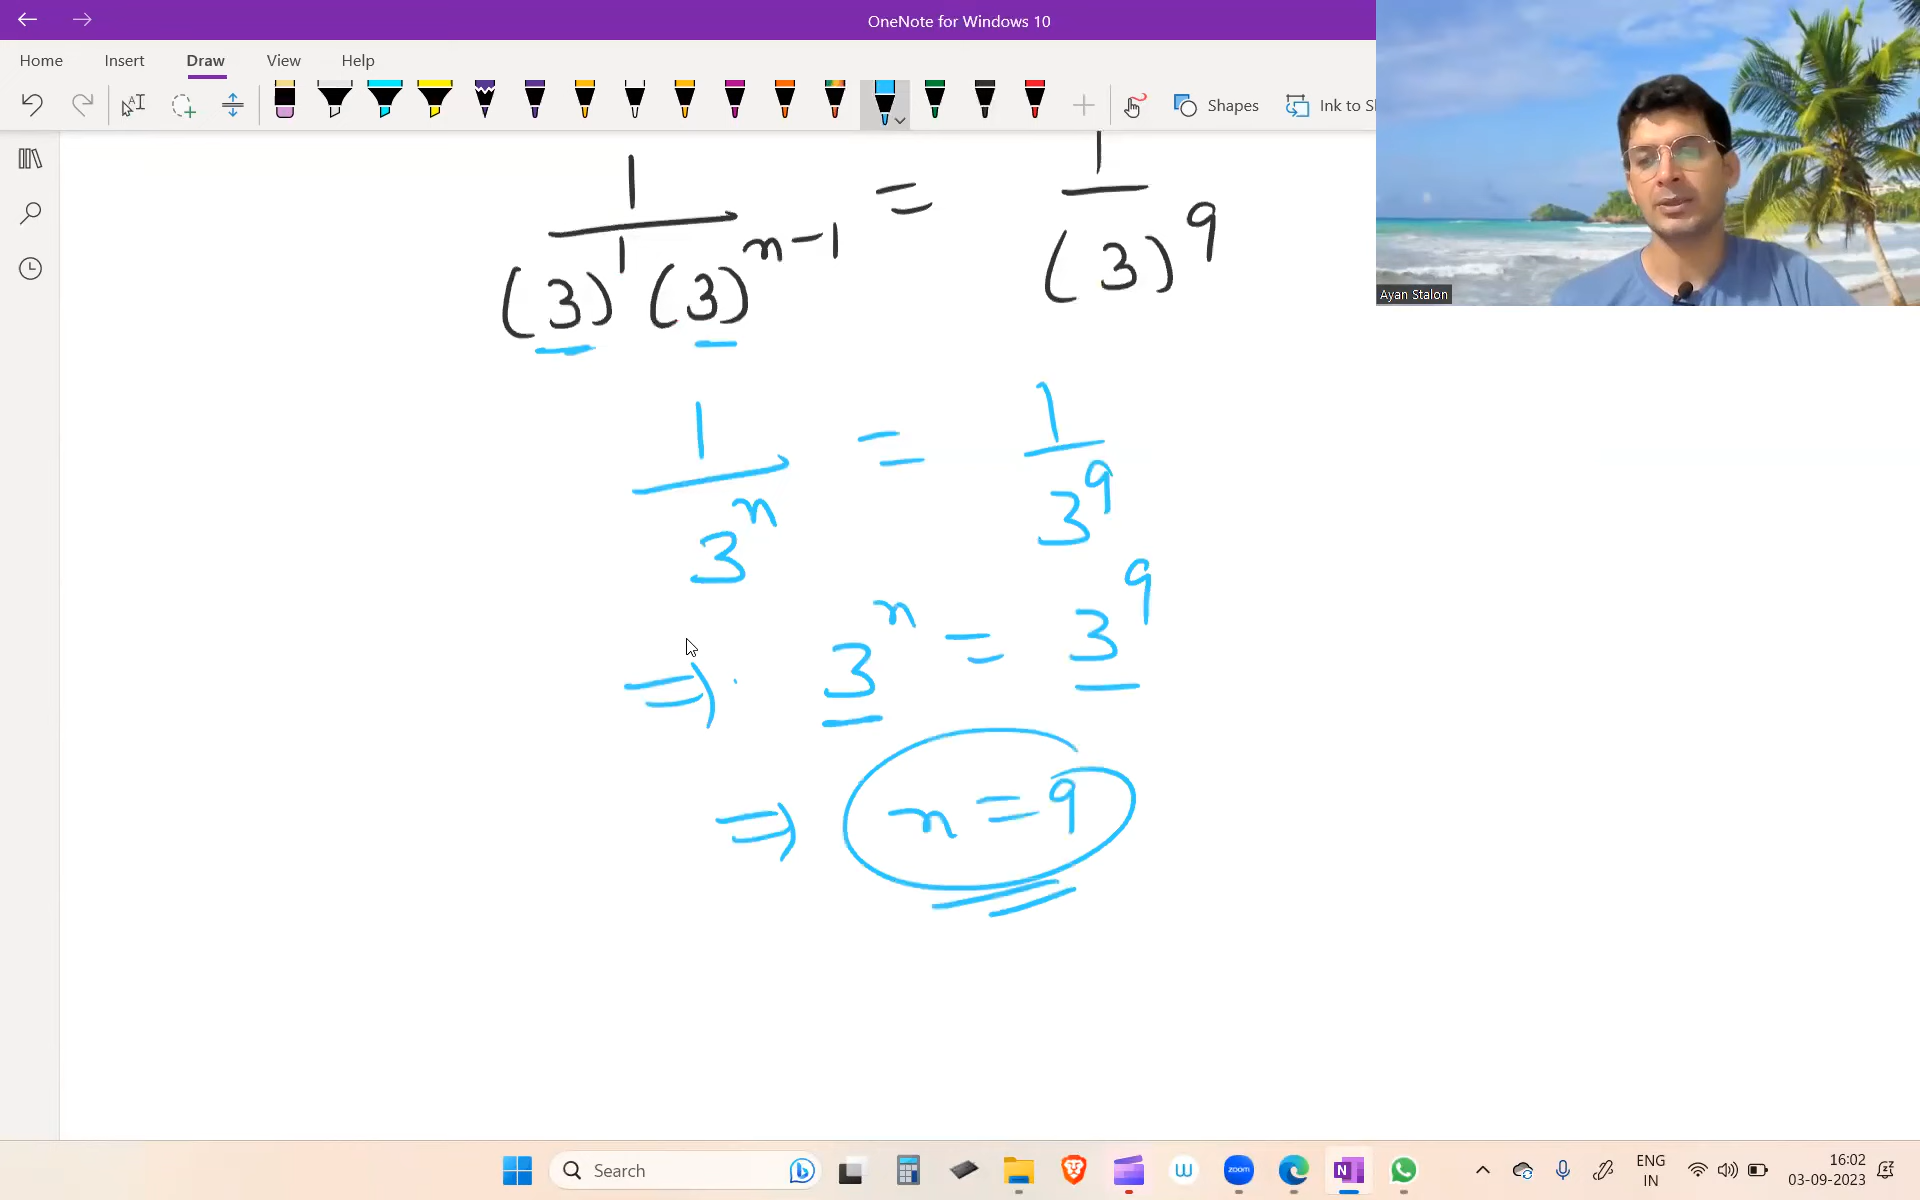 OneNote for Windows 10
Home Insert Draw View Help
Shapes Ink to Sh
1 / (3)^1 (3)^{n-1} = 1 / (3)^9
Ayan Stalon
1 / 3^n = 1 / 3^9
⇒ 3^n = 3^9
⇒ n = 9
Search
zoom
ENG
IN
16:02
03-09-2023